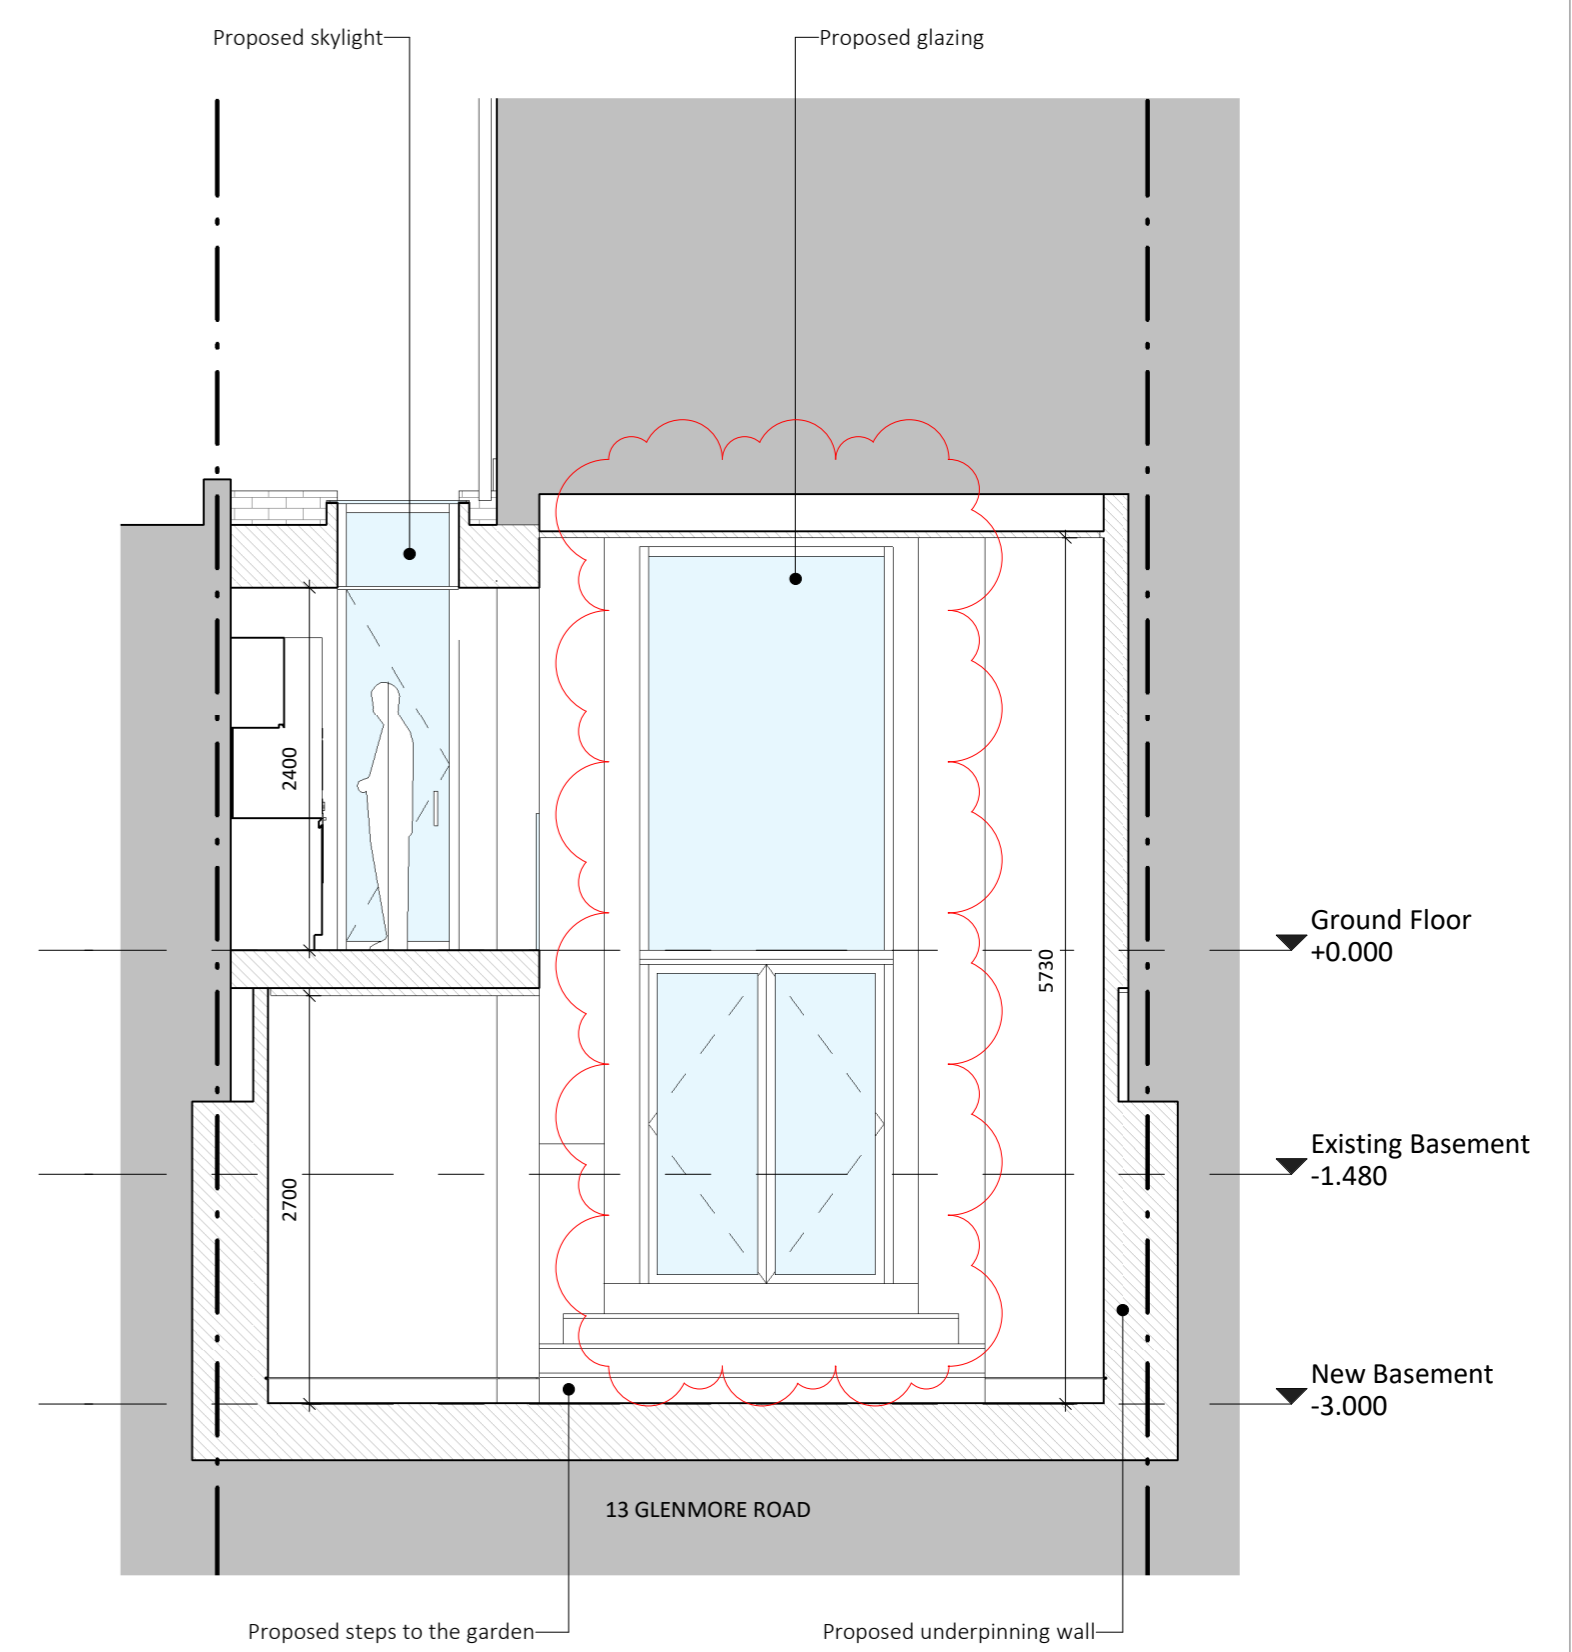 Proposed skylight
Proposed glazing
2400
Ground Floor
+0.000
5730
Existing Basement
-1.480
2700
New Basement
-3.000
13 GLENMORE ROAD
Proposed steps to the garden
Proposed underpinning wall